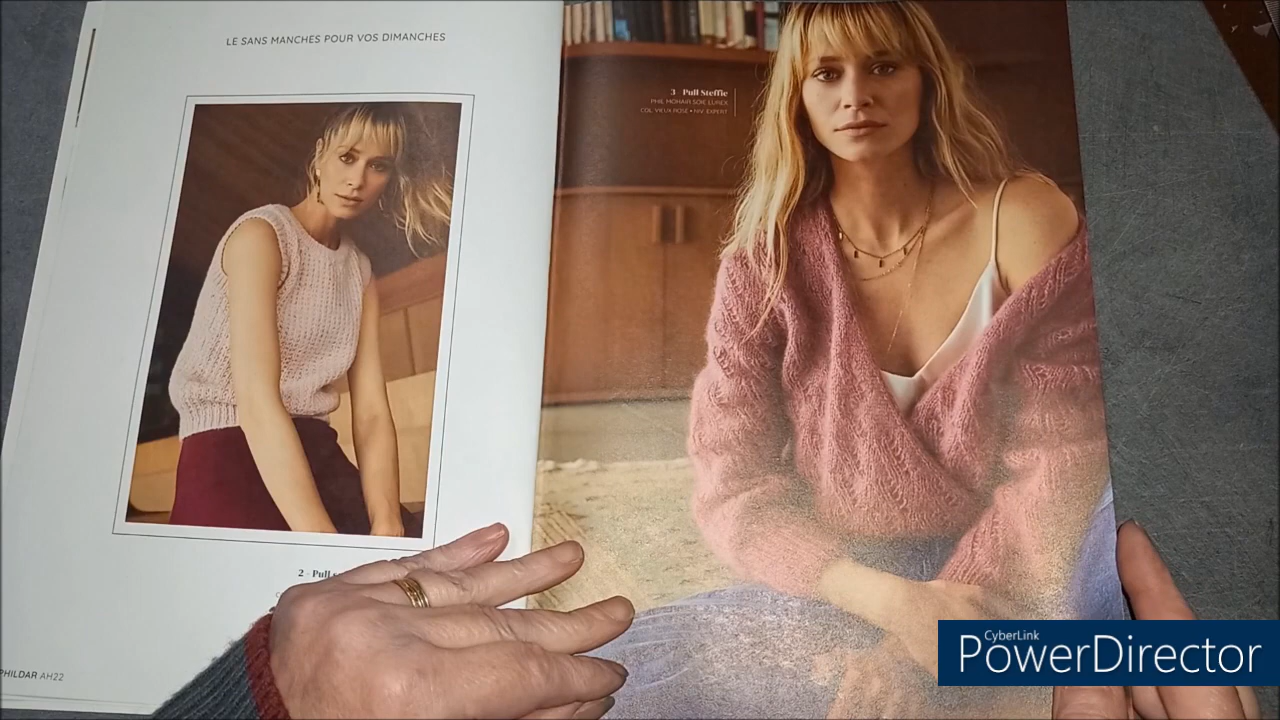 LE SANS MANCHES POUR VOS DIMANCHES
3 - Pull Steffie
PHIL MOHAIR SOIE LUREX
COL. VIEUX ROSE • NIV. EXPERT
2 - Pull
PHILDAR AH22
CyberLink
PowerDirector